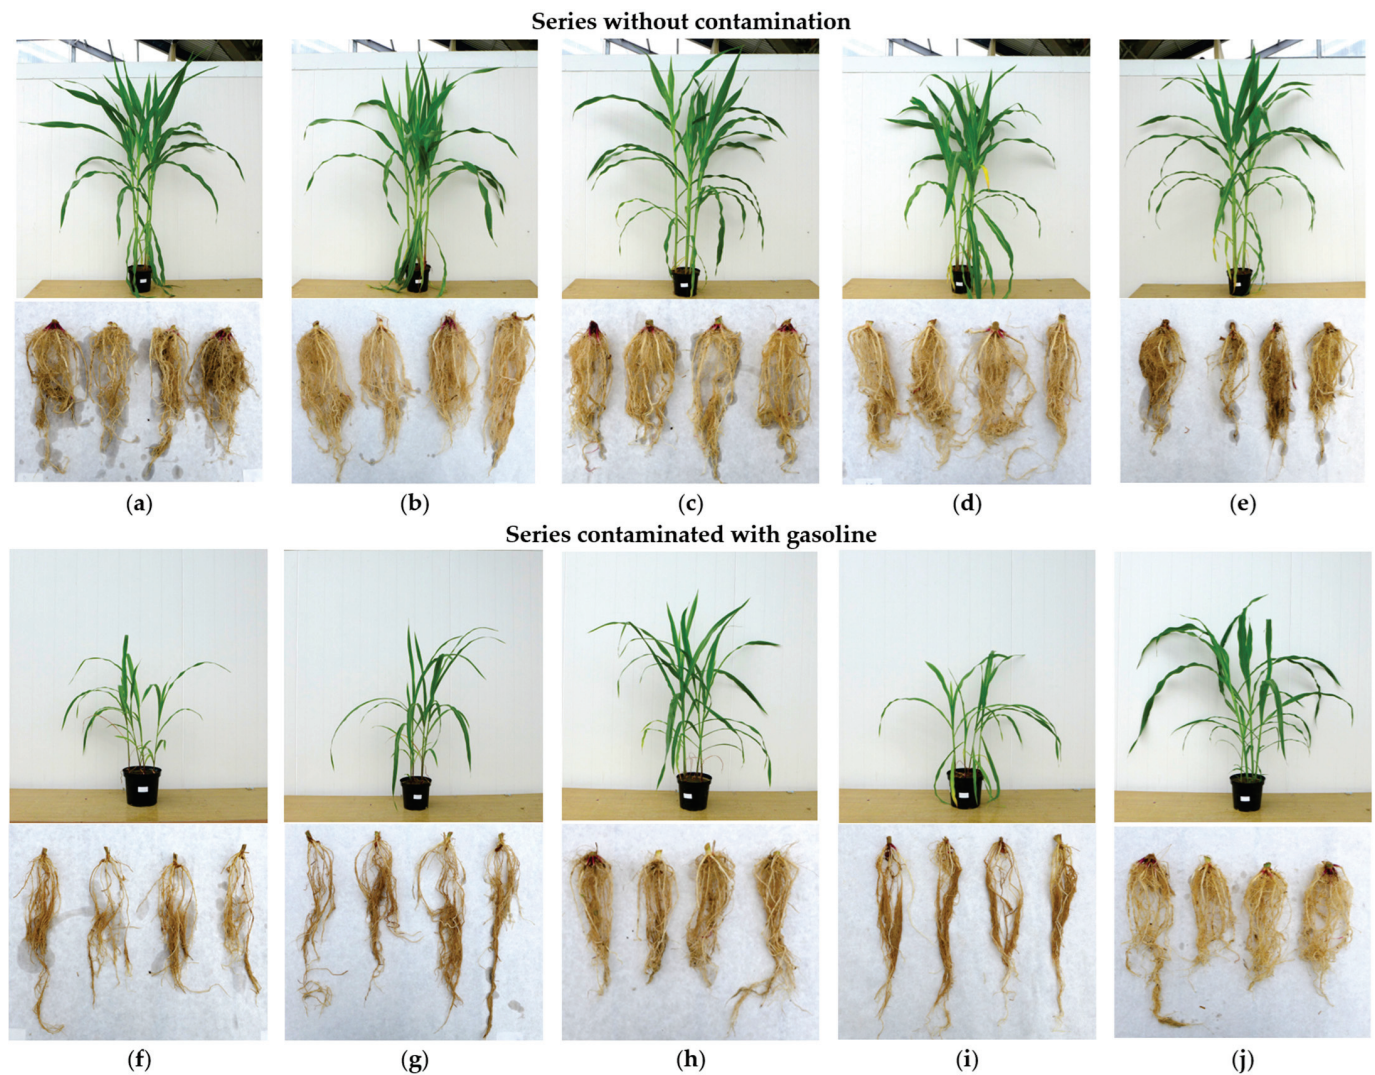 Series without contamination
(a) (b) (c) (d) (e)
Series contaminated with gasoline
(f) (g) (h) (i) (j)